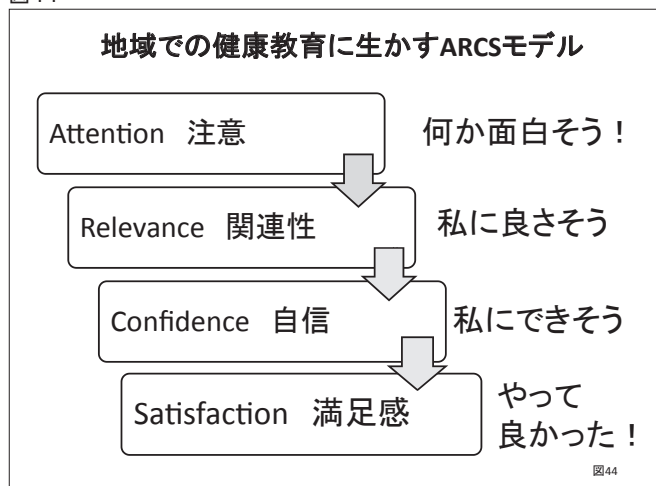 地域での健康教育に生かすARCSモデル
Attention 注意
何か面白そう！
Relevance 関連性
私に良さそう
Confidence 自信
私にできそう
Satisfaction 満足感
やって
良かった！
図44